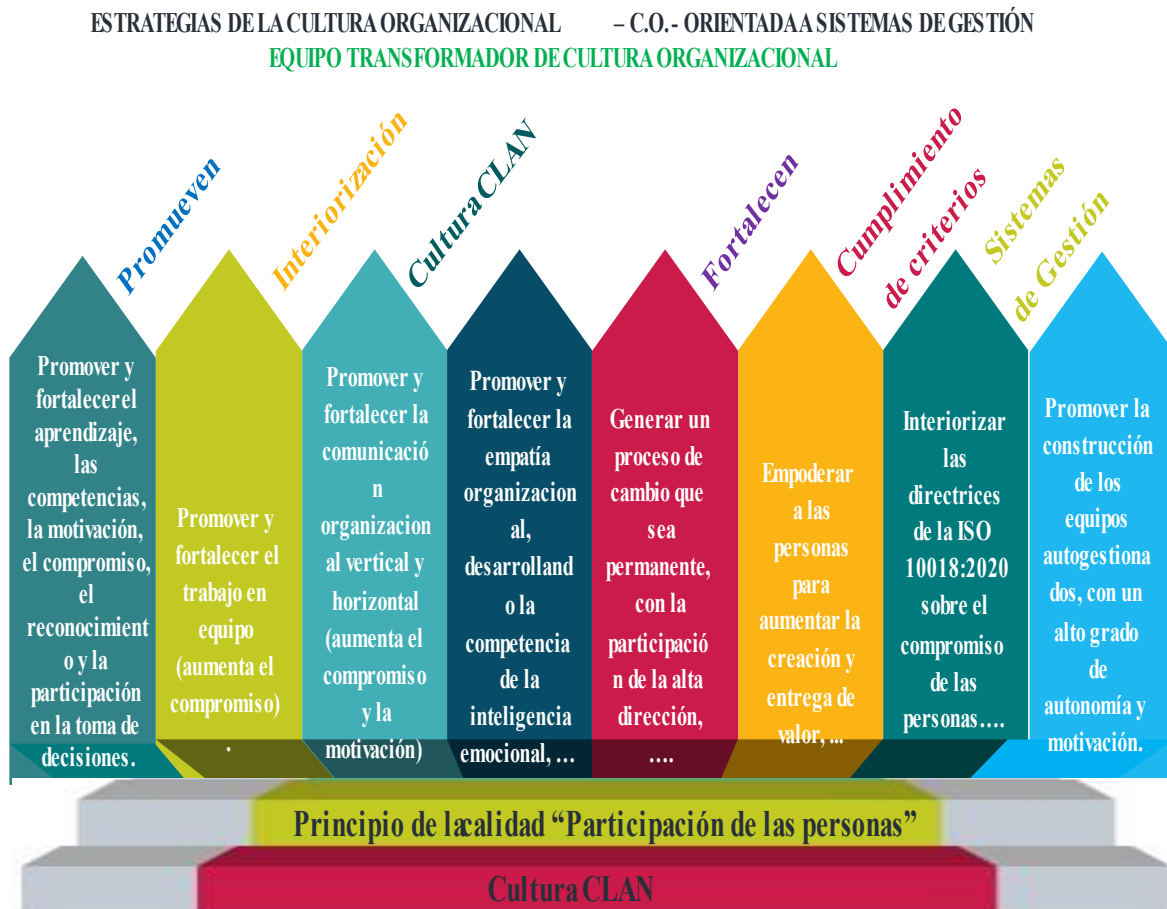 ESTRATEGIAS DE LA CULTURA ORGANIZACIONAL – C.O. - ORIENTADA A SISTEMAS DE GESTIÓN
EQUIPO TRANSFORMADOR DE CULTURA ORGANIZACIONAL
Promueven
Interiorización
Cultura CLAN
Fortalecen
Cumplimiento
de criterios
Sistemas
de Gestión
Promover y
fortalecer el
aprendizaje,
las
competencias,
la motivación,
el compromiso,
el
reconocimient
o y la
participación
en la toma de
decisiones.
Promover y
fortalecer el
trabajo en
equipo
(aumenta el
compromiso)
.
Promover y
fortalecer la
comunicació
n
organizacion
al vertical y
horizontal
(aumenta el
compromiso
y la
motivación)
Promover y
fortalecer la
empatía
organizacion
al,
desarrolland
o la
competencia
de la
inteligencia
emocional, …
Generar un
proceso de
cambio que
sea
permanente,
con la
participació
n de la alta
dirección,
….
Empoderar
a las
personas
para
aumentar la
creación y
entrega de
valor, ...
Interiorizar
las
directrices
de la ISO
10018:2020
sobre el
compromiso
de las
personas….
Promover la
construcción
de los
equipos
autogestiona
dos, con un
alto grado
de
autonomía y
motivación.
Principio de la calidad “Participación de las personas”
Cultura CLAN